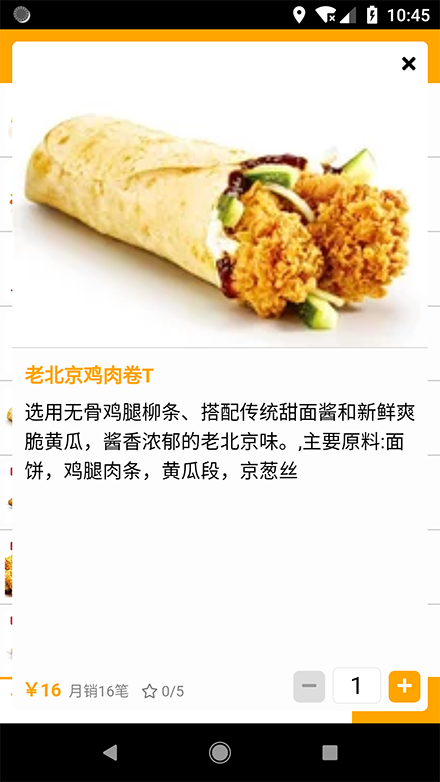 10:45
老北京鸡肉卷T
选用无骨鸡腿柳条、搭配传统甜面酱和新鲜爽
脆黄瓜，酱香浓郁的老北京味。,主要原料:面
饼，鸡腿肉条，黄瓜段，京葱丝
￥16 月销16笔 0/5 1